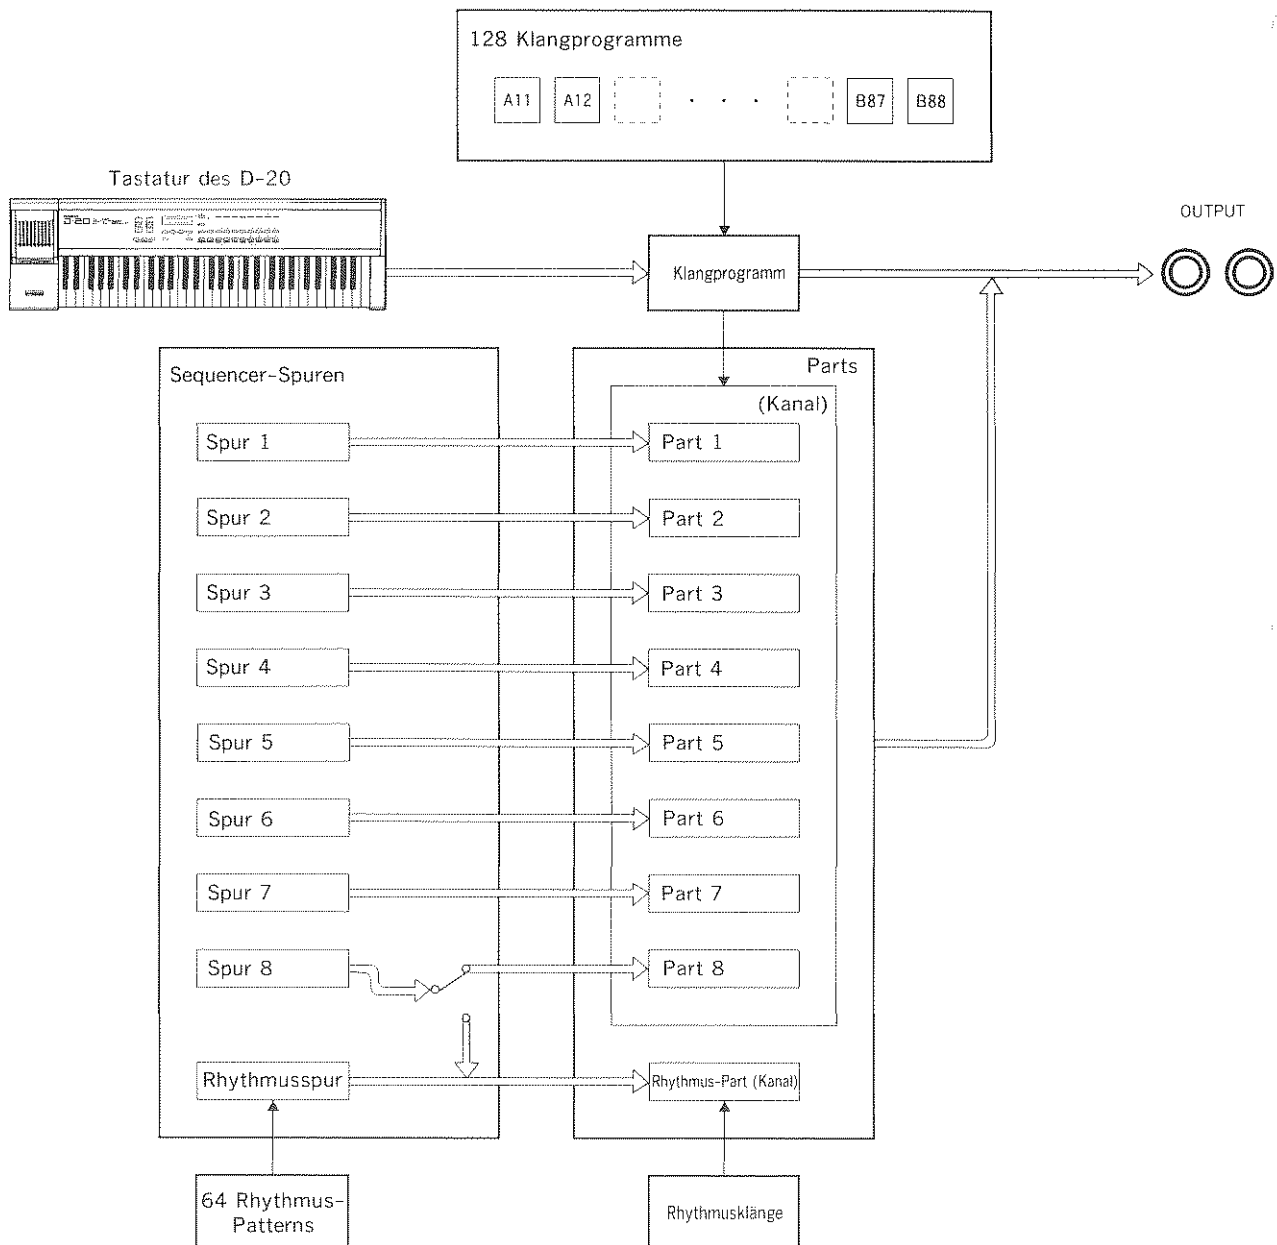 128 Klangprogramme
A11 A12 · · · B87 B88
Tastatur des D-20
D-20
OUTPUT
Klangprogramm
Sequencer-Spuren
Parts
(Kanal)
Spur 1
Part 1
Spur 2
Part 2
Spur 3
Part 3
Spur 4
Part 4
Spur 5
Part 5
Spur 6
Part 6
Spur 7
Part 7
Spur 8
Part 8
Rhythmusspur
Rhythmus-Part (Kanal)
64 Rhythmus-
Patterns
Rhythmusklänge